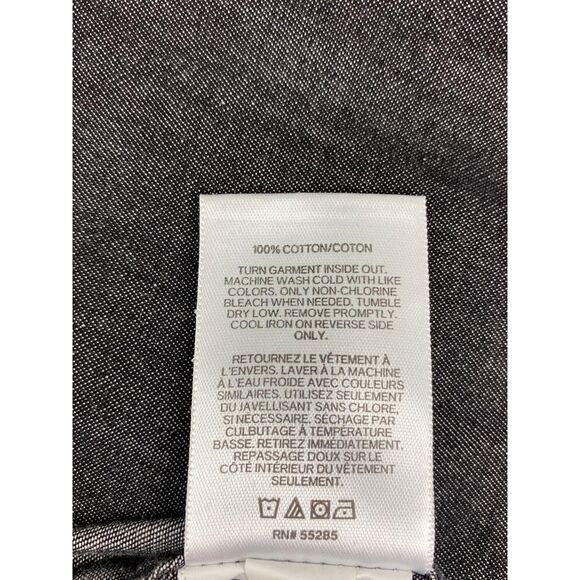 100% COTTON/COTON
TURN GARMENT INSIDE OUT.
MACHINE WASH COLD WITH LIKE
COLORS. ONLY NON-CHLORINE
BLEACH WHEN NEEDED. TUMBLE
DRY LOW. REMOVE PROMPTLY.
COOL IRON ON REVERSE SIDE
ONLY.
RETOURNEZ LE VÊTEMENT À
L'ENVERS. LAVER À LA MACHINE
À L'EAU FROIDE AVEC COULEURS
SIMILAIRES. UTILISEZ SEULEMENT
DU JAVELLISANT SANS CHLORE,
SI NÉCESSAIRE. SÉCHAGE PAR
CULBUTAGE À TEMPÉRATURE
BASSE. RETIREZ IMMÉDIATEMENT.
REPASSAGE DOUX SUR LE
CÔTÉ INTÉRIEUR DU VÊTEMENT
SEULEMENT.
RN# 55285